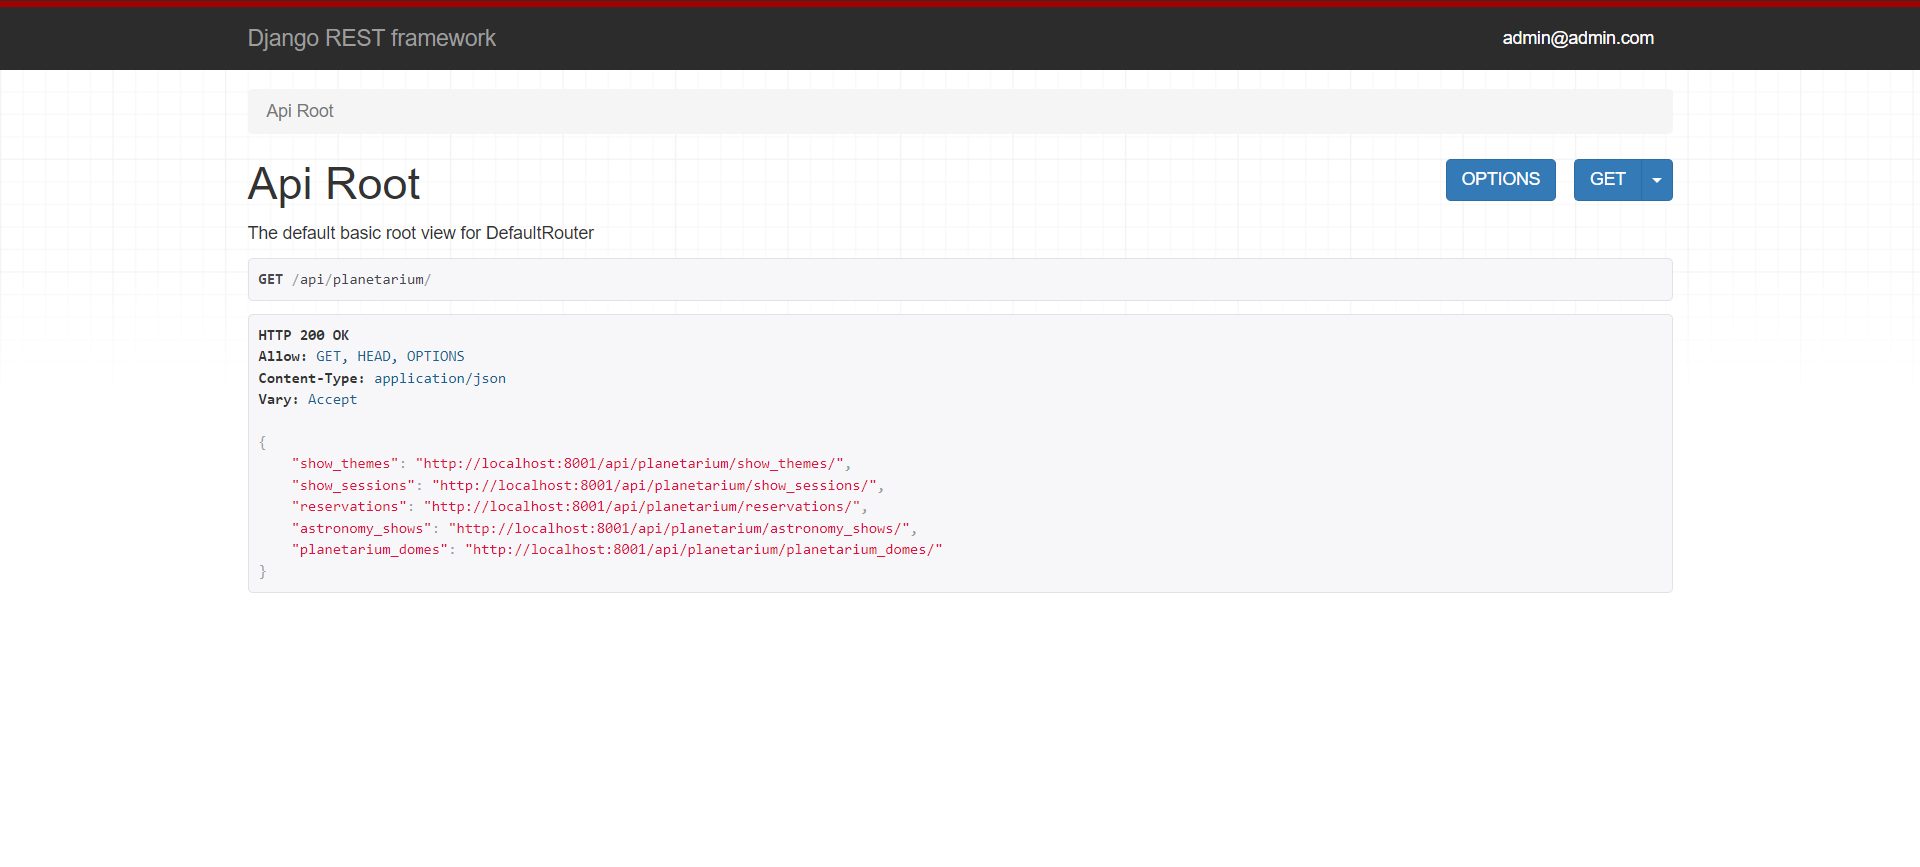 Django REST framework
admin@admin.com
Api Root
Api Root
OPTIONS
GET
The default basic root view for DefaultRouter
GET /api/planetarium/
HTTP 200 OK
Allow: GET, HEAD, OPTIONS
Content-Type: application/json
Vary: Accept
{
    "show_themes": "http://localhost:8001/api/planetarium/show_themes/",
    "show_sessions": "http://localhost:8001/api/planetarium/show_sessions/",
    "reservations": "http://localhost:8001/api/planetarium/reservations/",
    "astronomy_shows": "http://localhost:8001/api/planetarium/astronomy_shows/",
    "planetarium_domes": "http://localhost:8001/api/planetarium/planetarium_domes/"
}